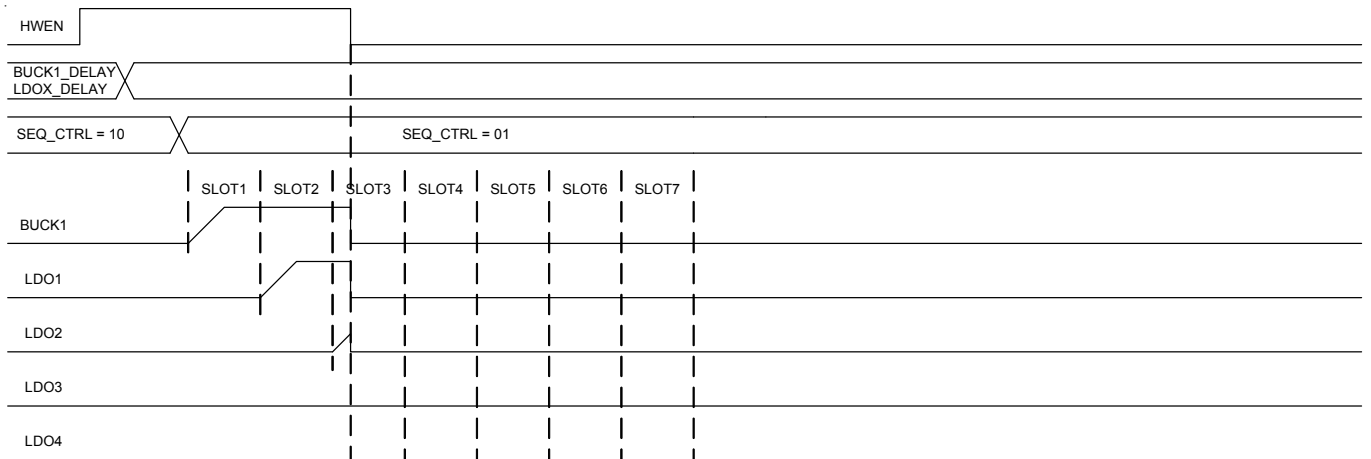 HWEN
BUCK1_DELAY
LDOX_DELAY
SEQ_CTRL = 10 SEQ_CTRL = 01
SLOT1 SLOT2 SLOT3 SLOT4 SLOT5 SLOT6 SLOT7
BUCK1
LDO1
LDO2
LDO3
LDO4